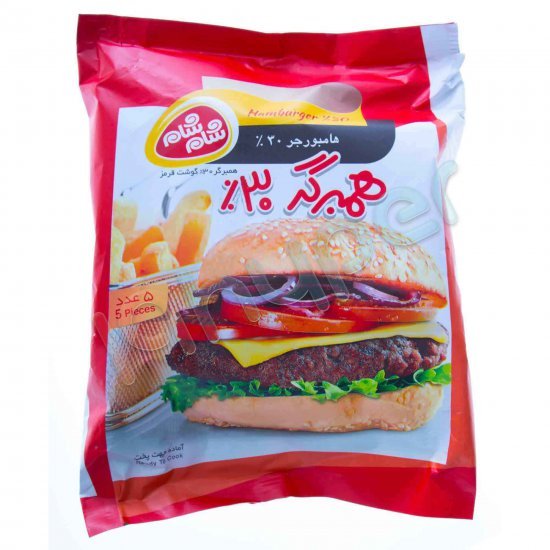 Hamburger %30
هامبورجر ۳۰ ٪
شام شام
همبرگر ۳۰٪ گوشت قرمز
همبرگر ۳۰٪
۵ عدد
5 Pieces
آماده جهت پخت
Ready To Cook